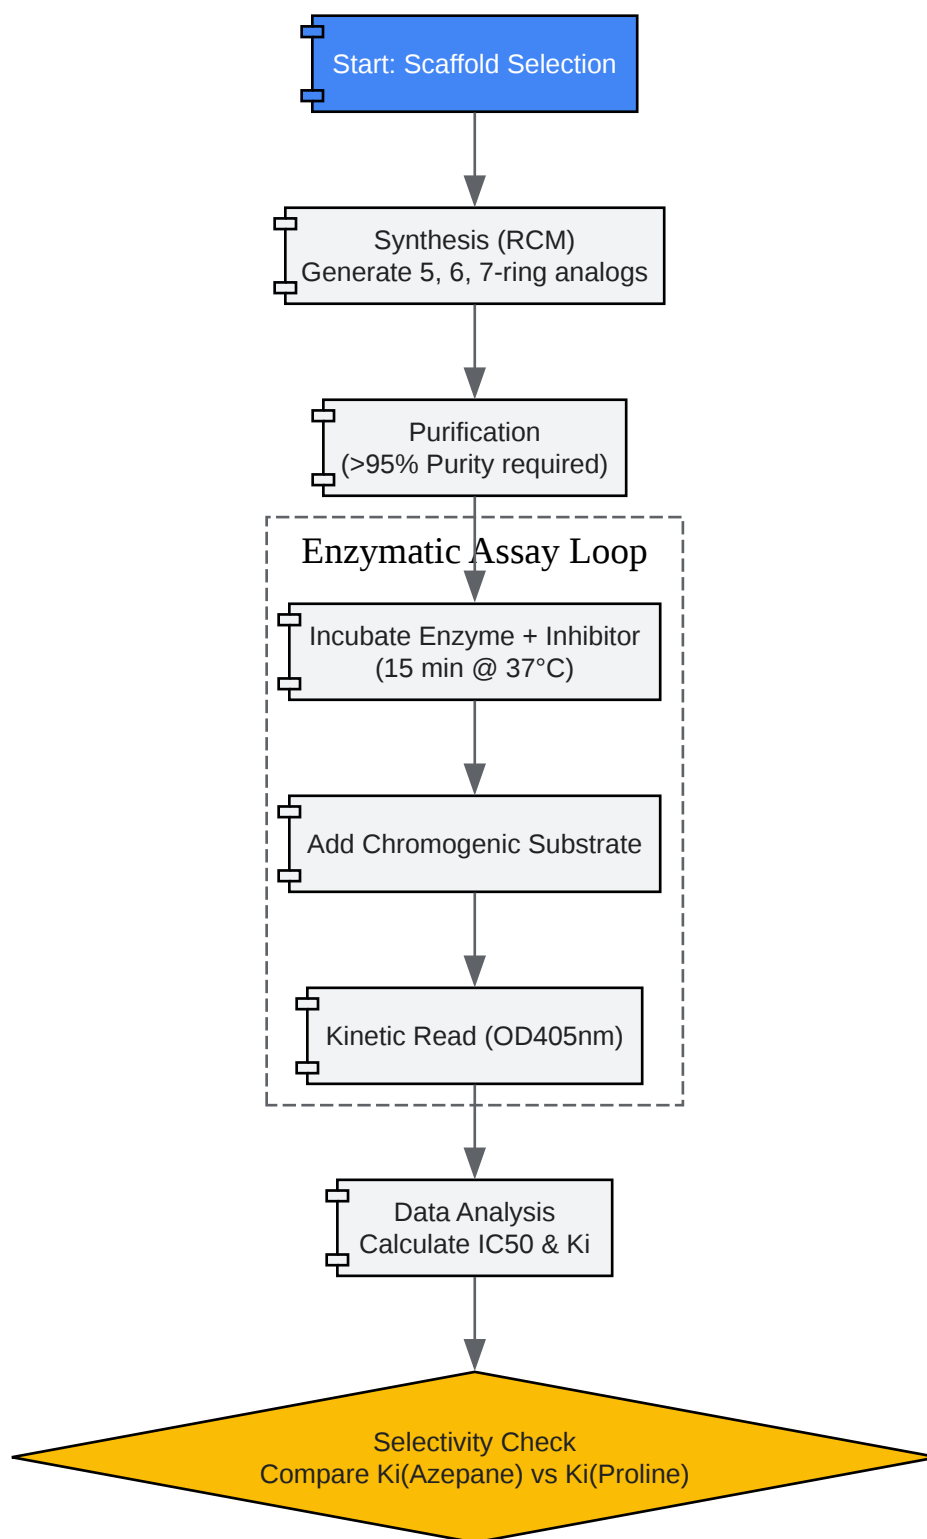 Start: Scaffold Selection
Synthesis (RCM)
Generate 5, 6, 7-ring analogs
Purification
(>95% Purity required)
Enzymatic Assay Loop
Incubate Enzyme + Inhibitor
(15 min @ 37°C)
Add Chromogenic Substrate
Kinetic Read (OD405nm)
Data Analysis
Calculate IC50 & Ki
Selectivity Check
Compare Ki(Azepane) vs Ki(Proline)